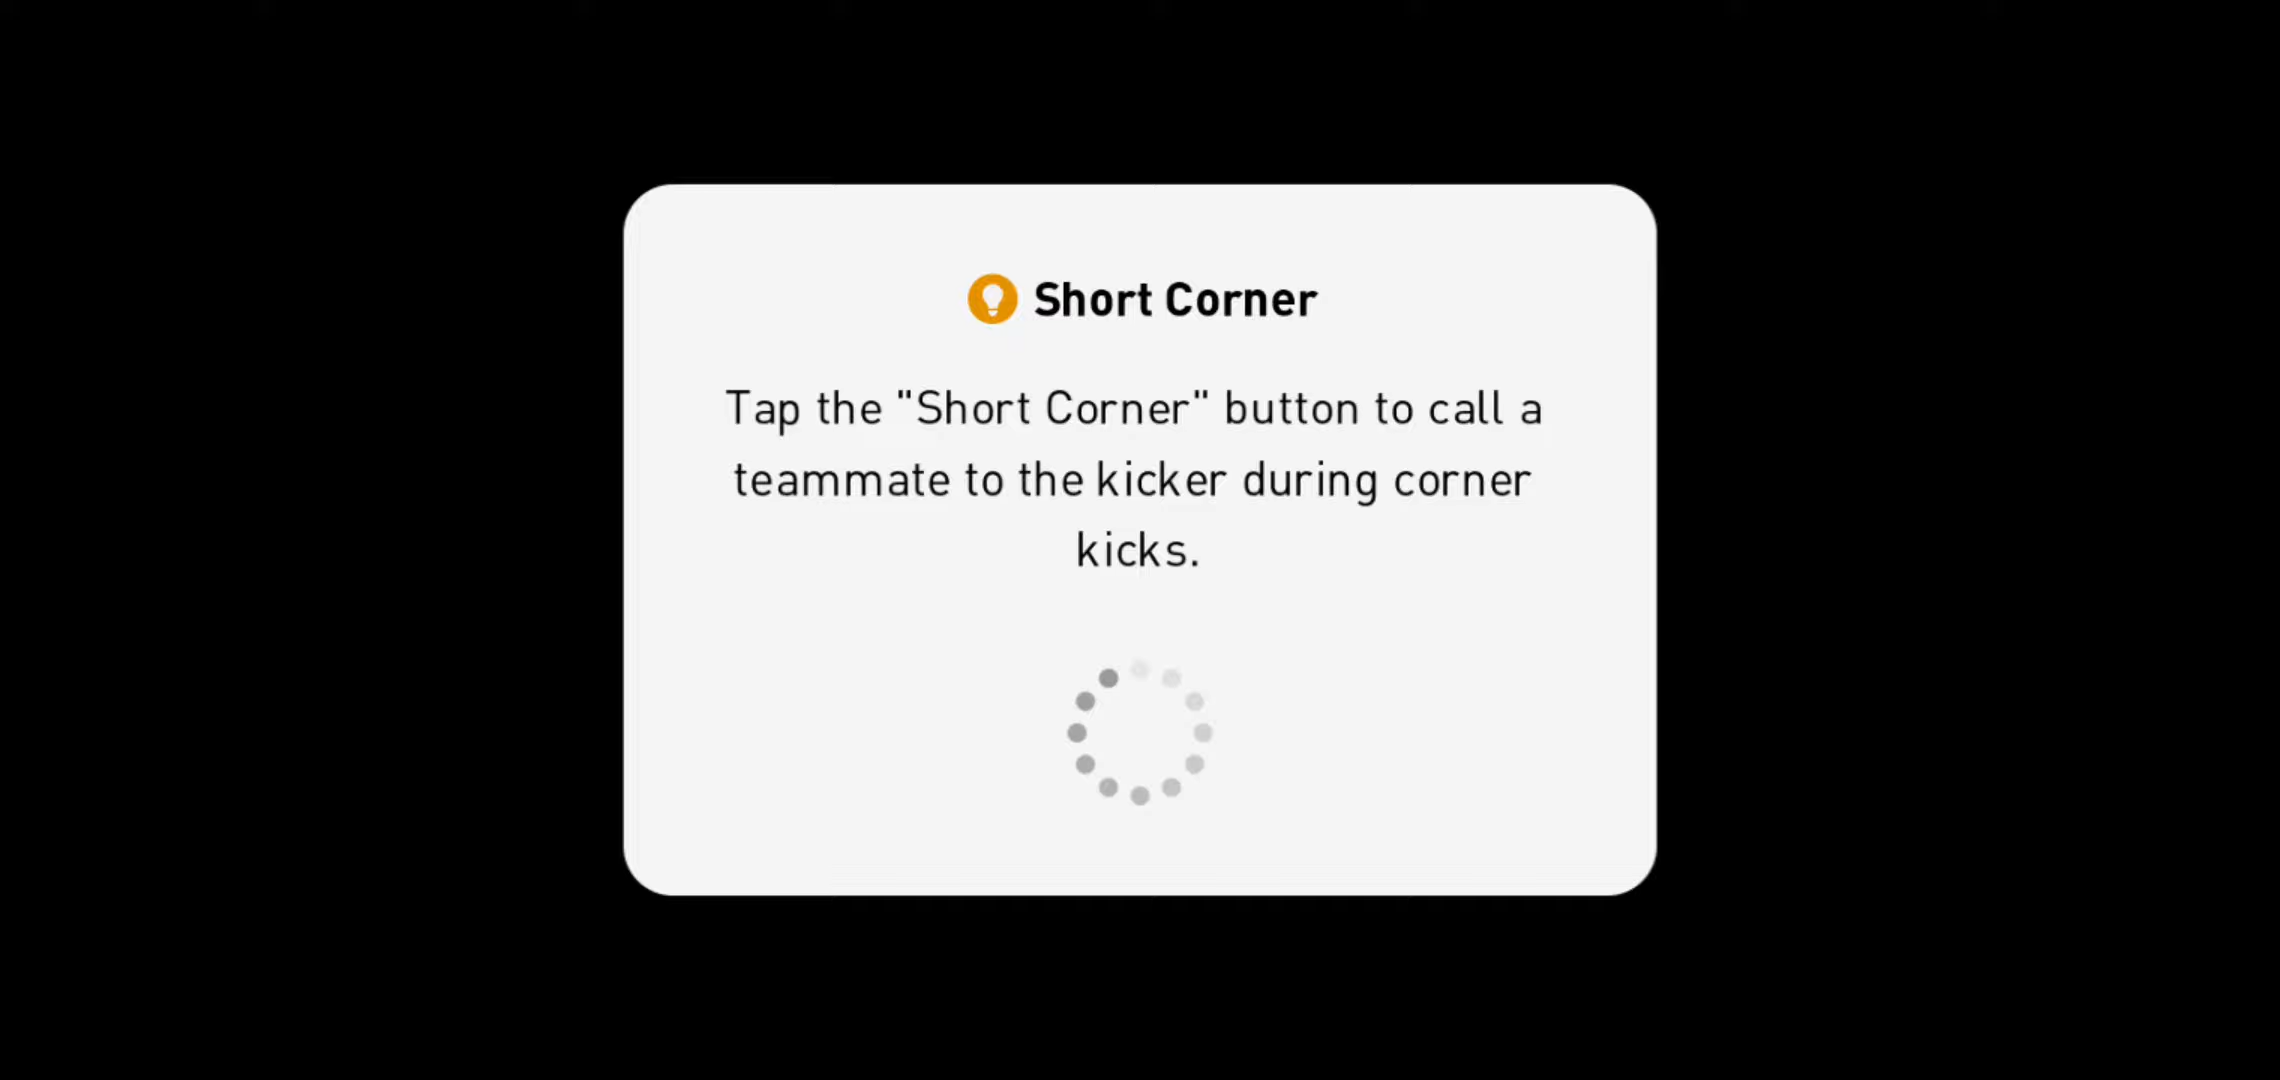 Short Corner
Tap the "Short Corner" button to call a
teammate to the kicker during corner
kicks.